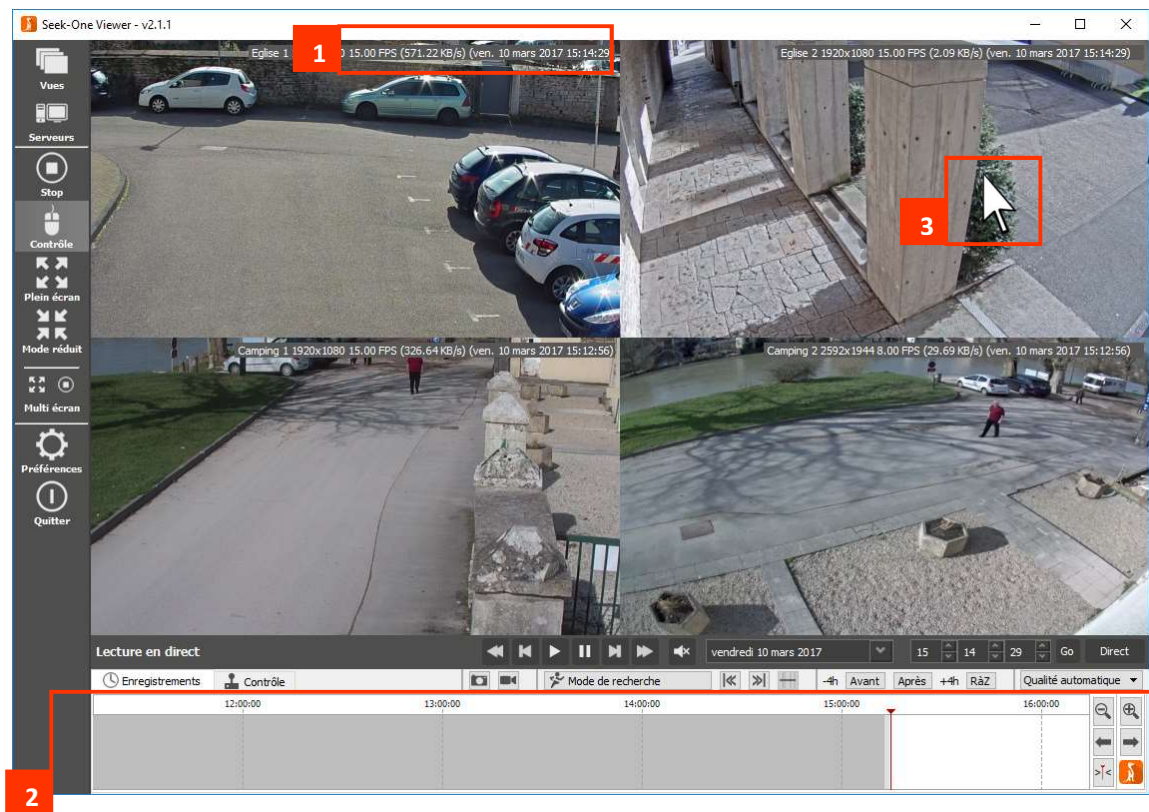 Seek-One Viewer - v2.1.1
1
Eglise 1
0 15.00 FPS (571.22 KB/s) (ven. 10 mars 2017 15:14:29
Eglise 2 1920x1080 15.00 FPS (2.09 KB/s) (ven. 10 mars 2017 15:14:29)
Vues
Serveurs
Stop
Contrôle
Plein écran
Mode réduit
Multi écran
Préférences
Quitter
3
Camping 1 1920x1080 15.00 FPS (326.64 KB/s) (ven. 10 mars 2017 15:12:56)
Camping 2 2592x1944 8.00 FPS (29.69 KB/s) (ven. 10 mars 2017 15:12:56)
Lecture en direct
vendredi 10 mars 2017
15 14 29 Go Direct
Enregistrements Contrôle Mode de recherche -4h Avant Après +4h RàZ Qualité automatique
12:00:00 13:00:00 14:00:00 15:00:00 16:00:00
2